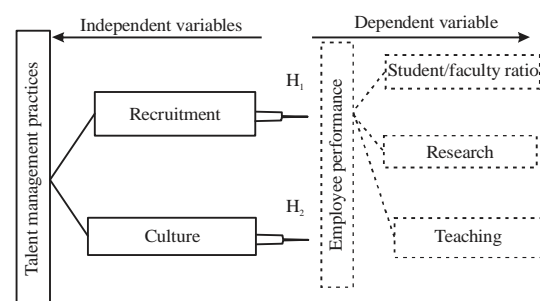 Independent variables
Dependent variable
Talent management practices
Recruitment
H1
Culture
H2
Employee performance
Student/faculty ratio
Research
Teaching